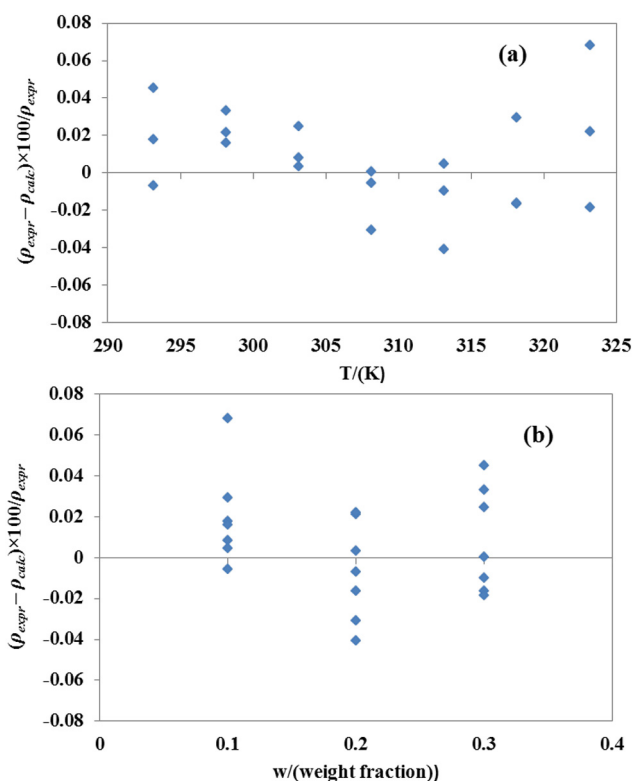 0.08
0.06
0.04
0.02
0
-0.02
-0.04
-0.06
-0.08
(ρexpr− ρcalc)×100/ρexpr
(a)
290 295 300 305 310 315 320 325
T/(K)
0.08
0.06
0.04
0.02
0
-0.02
-0.04
-0.06
-0.08
(ρexpr− ρcalc)×100/ρexpr
(b)
0 0.1 0.2 0.3 0.4
w/(weight fraction))